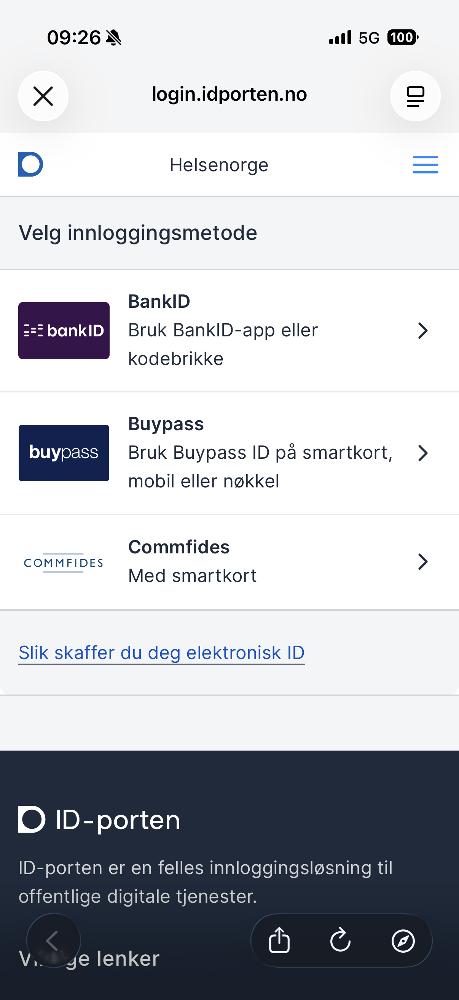 09:26
5G
100
login.idporten.no
Helsenorge
Velg innloggingsmetode
bankID
BankID
Bruk BankID-app eller
kodebrikke
buypass
Buypass
Bruk Buypass ID på smartkort,
mobil eller nøkkel
COMMFIDES
Commfides
Med smartkort
Slik skaffer du deg elektronisk ID
ID-porten
ID-porten er en felles innloggingsløsning til
offentlige digitale tjenester.
lenker